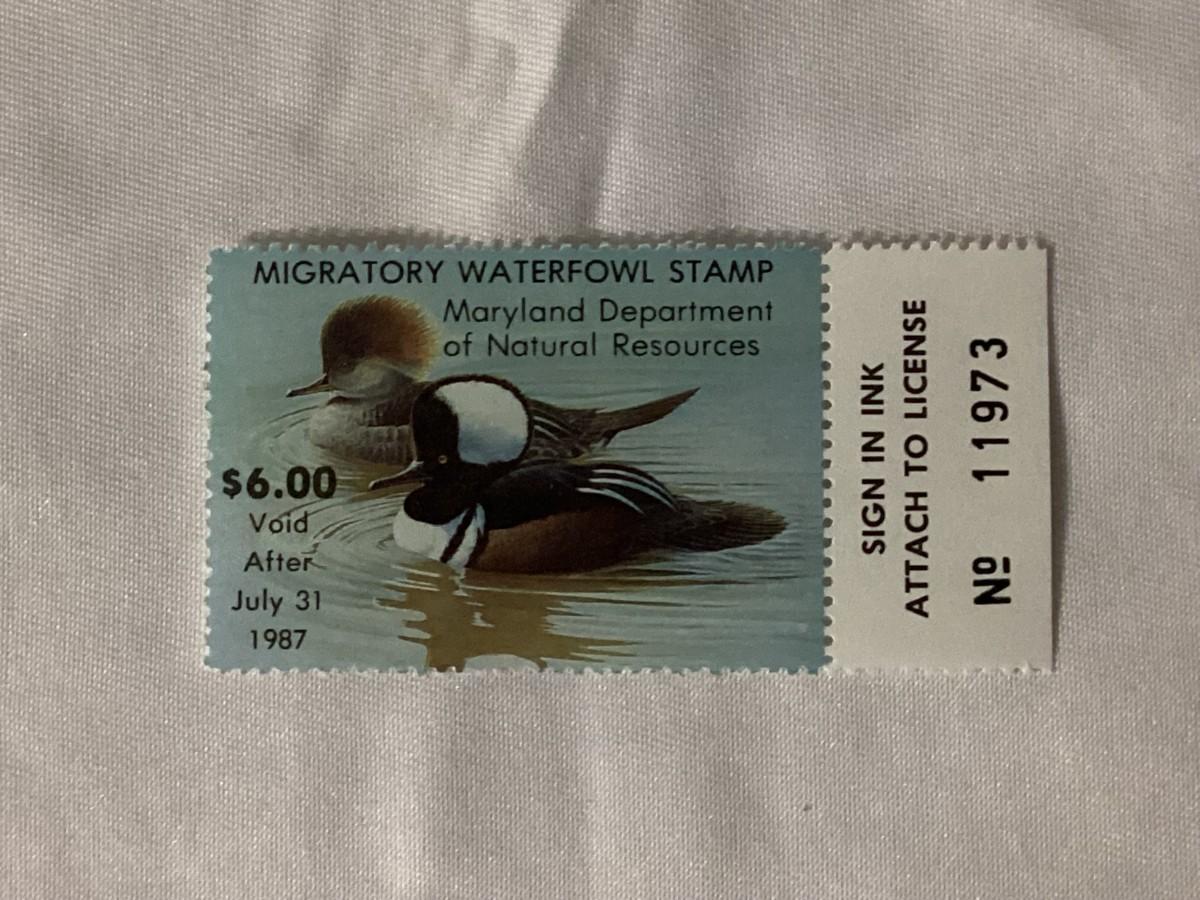 MIGRATORY WATERFOWL STAMP
Maryland Department
of Natural Resources
$6.00
Void
After
July 31
1987
SIGN IN INK
ATTACH TO LICENSE
Nº 11973